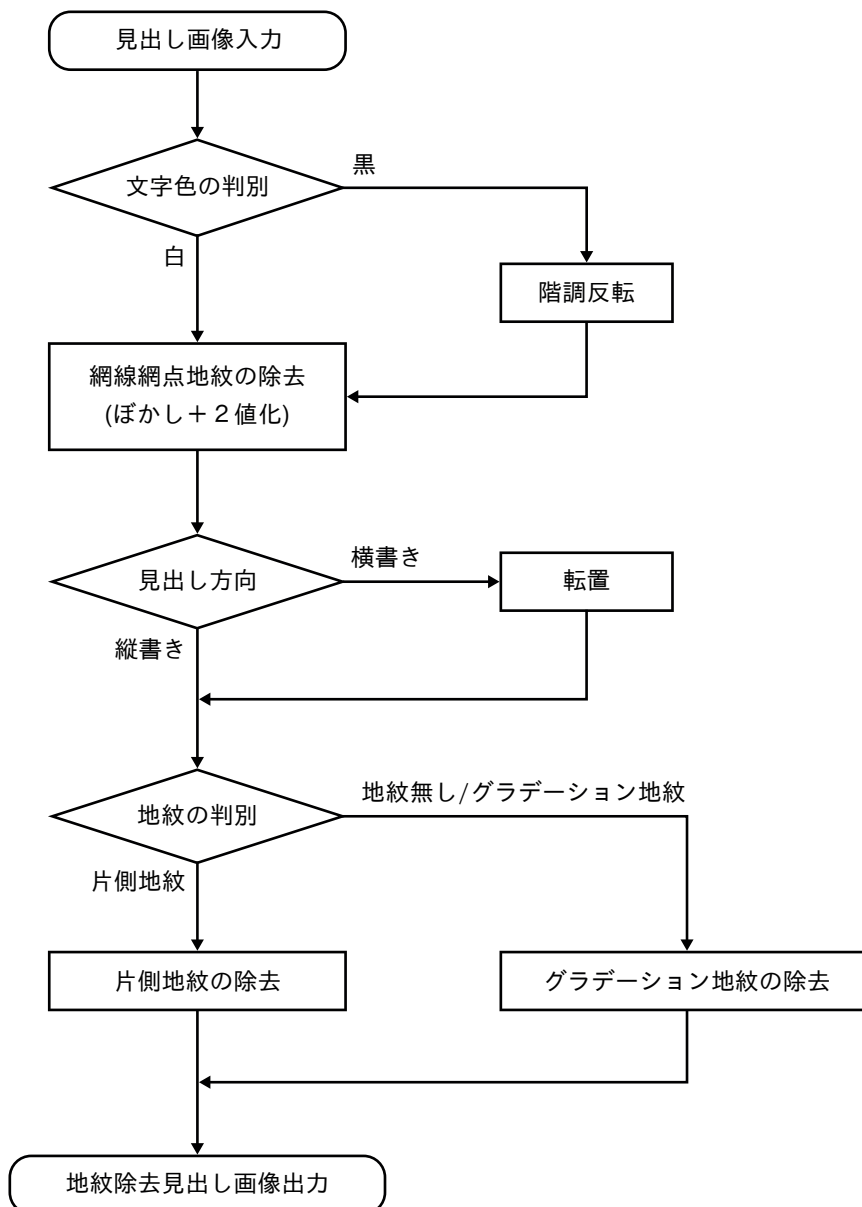 見出し画像入力
文字色の判別
黒
白
階調反転
網線網点地紋の除去
(ぼかし＋２値化)
見出し方向
横書き
転置
縦書き
地紋の判別
地紋無し/グラデーション地紋
片側地紋
片側地紋の除去
グラデーション地紋の除去
地紋除去見出し画像出力